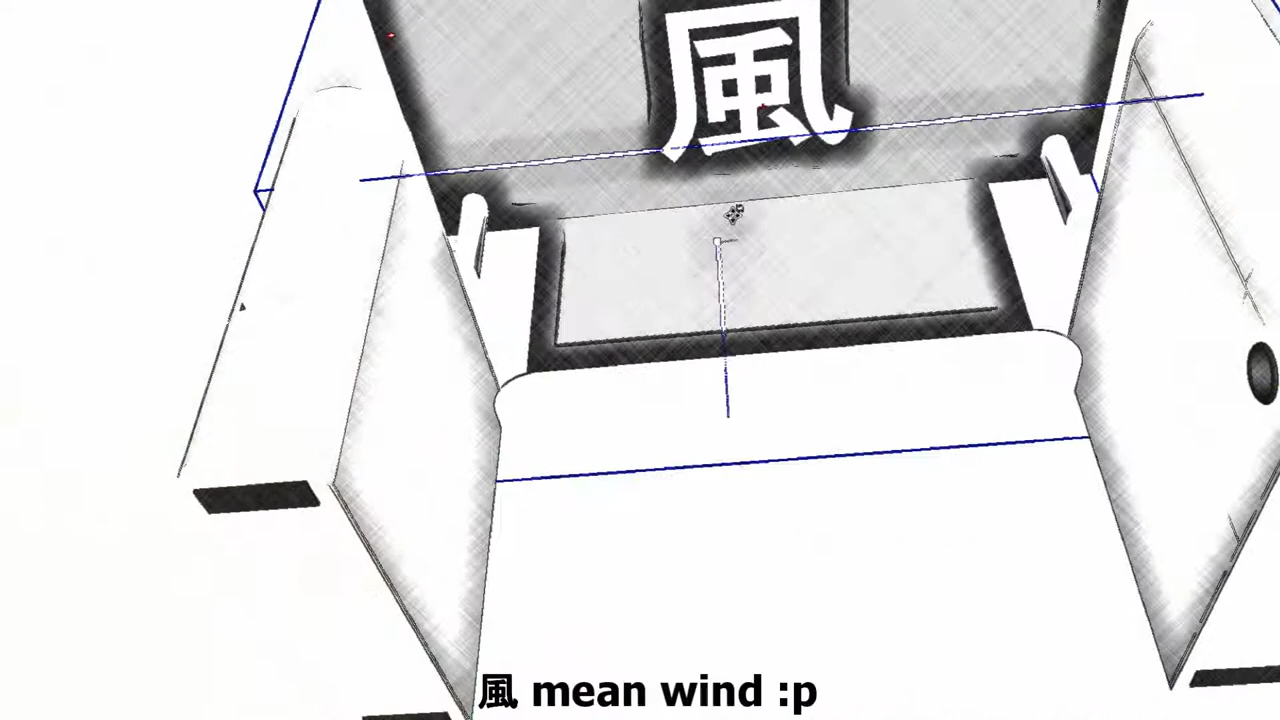 風
風 mean wind :p